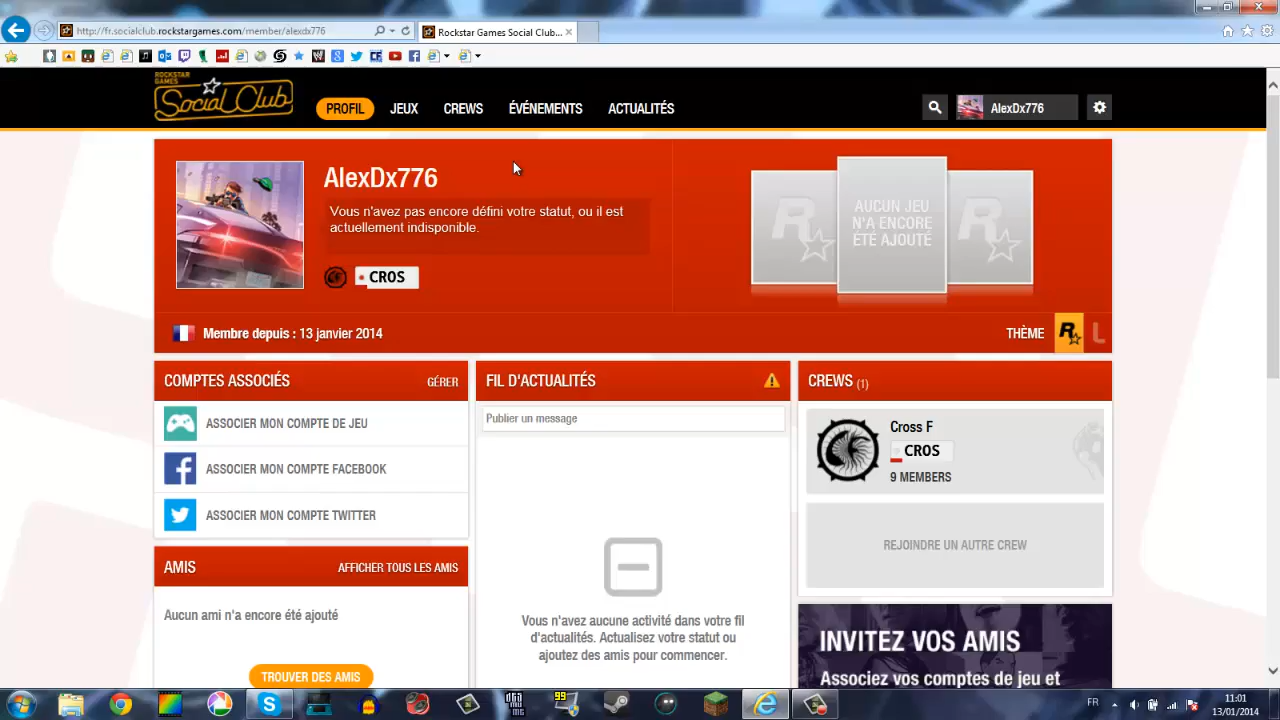 http://fr.socialclub.rockstargames.com/member/alexdx776
Rockstar Games Social Club...
ROCKSTAR
GAMES
Social Club
PROFIL
JEUX
CREWS
ÉVÉNEMENTS
ACTUALITÉS
AlexDx776
AlexDx776
Vous n'avez pas encore défini votre statut, ou il est
actuellement indisponible.
CROS
AUCUN JEU
N'A ENCORE
ÉTÉ AJOUTÉ
Membre depuis : 13 janvier 2014
THÈME
COMPTES ASSOCIÉS
GÉRER
ASSOCIER MON COMPTE DE JEU
ASSOCIER MON COMPTE FACEBOOK
ASSOCIER MON COMPTE TWITTER
AMIS
AFFICHER TOUS LES AMIS
Aucun ami n'a encore été ajouté
TROUVER DES AMIS
FIL D'ACTUALITÉS
Publier un message
Vous n'avez aucune activité dans votre fil
d'actualités. Actualisez votre statut ou
ajoutez des amis pour commencer.
CREWS (1)
Cross F
CROS
9 MEMBERS
REJOINDRE UN AUTRE CREW
INVITEZ VOS AMIS
Associez vos comptes de jeu et
99
FR
11:01
13/01/2014